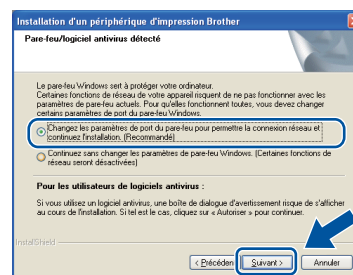 Installation d'un périphérique d'impression Brother
Pare-feu/logiciel antivirus détecté
Le pare-feu Windows sert à protéger votre ordinateur.
Certaines fonctions de réseau de votre appareil risquent de ne pas fonctionner avec les
paramètres de pare-feu actuels. Pour qu'elles fonctionnent toutes, vous devez changer
certains paramètres de port du pare-feu Windows.
Changez les paramètres de port du pare-feu pour permettre la connexion réseau et
continuez l'installation. (Recommandé)
Continuez sans changer les paramètres de pare-feu Windows. (Certaines fonctions de
réseau seront désactivées)
Pour les utilisateurs de logiciels antivirus :
Si vous utilisez un logiciel antivirus, une boîte de dialogue d'avertissement risque de s'afficher
au cours de l'installation. Si tel est le cas, cliquez sur « Autoriser » pour continuer.
InstallShield
< Précéden Suivant > Annuler